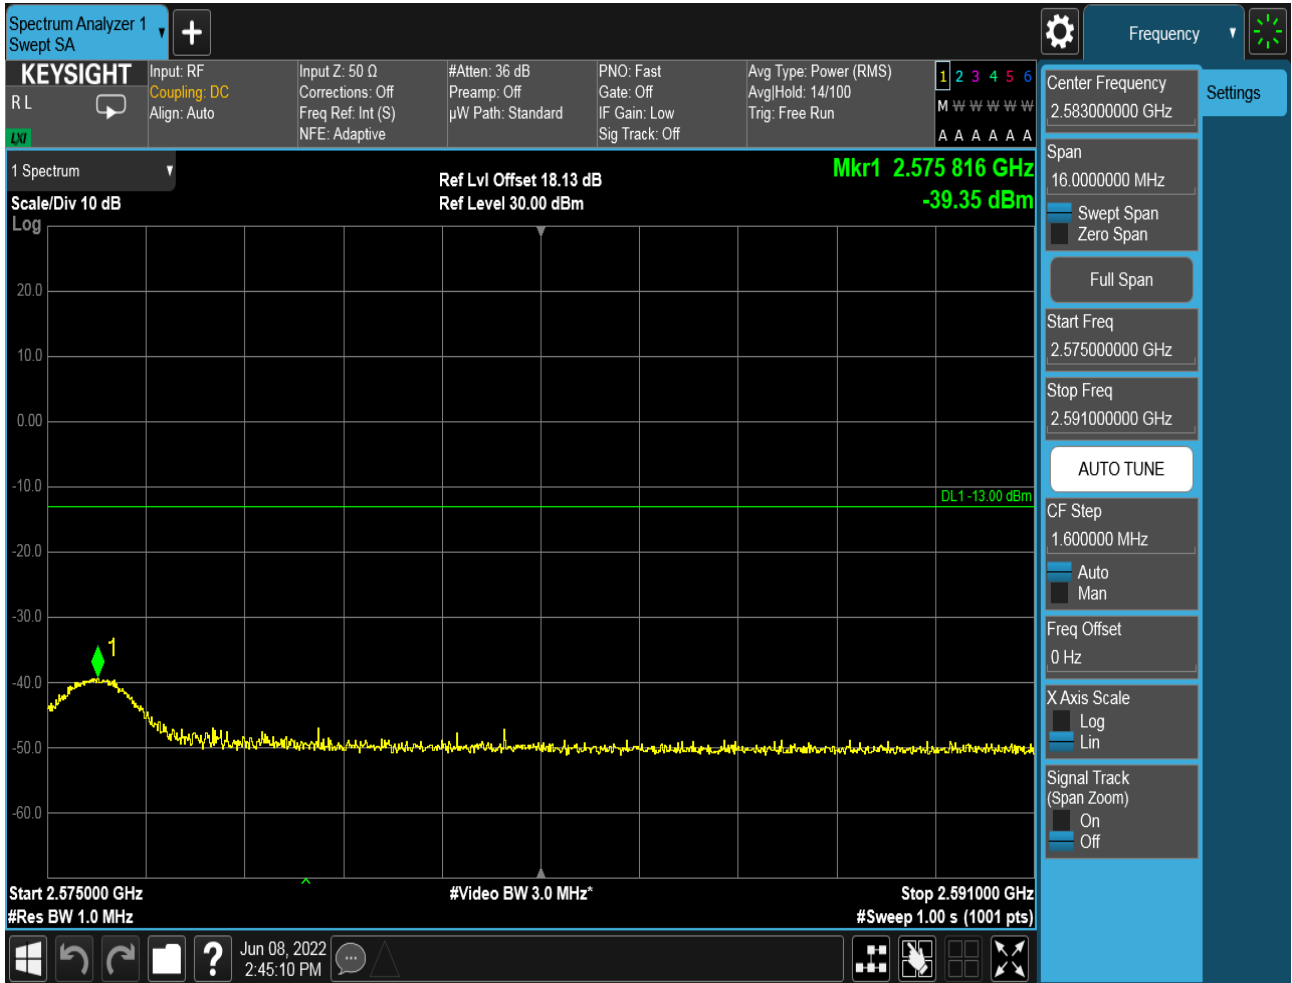 Spectrum Analyzer 1
Swept SA
Frequency
KEYSIGHT
R L
LXI
Input: RF
Coupling: DC
Align: Auto
Input Z: 50 Ω
Corrections: Off
Freq Ref: Int (S)
NFE: Adaptive
#Atten: 36 dB
Preamp: Off
µW Path: Standard
PNO: Fast
Gate: Off
IF Gain: Low
Sig Track: Off
Avg Type: Power (RMS)
Avg|Hold: 14/100
Trig: Free Run
1 2 3 4 5 6
M W W W W W
A A A A A A
Center Frequency
2.583000000 GHz
Settings
Span
16.0000000 MHz
Swept Span
Zero Span
Full Span
Start Freq
2.575000000 GHz
Stop Freq
2.591000000 GHz
AUTO TUNE
CF Step
1.600000 MHz
Auto
Man
Freq Offset
0 Hz
X Axis Scale
Log
Lin
Signal Track
(Span Zoom)
On
Off
1 Spectrum
Scale/Div 10 dB
Log
Ref Lvl Offset 18.13 dB
Ref Level 30.00 dBm
Mkr1 2.575 816 GHz
-39.35 dBm
20.0
10.0
0.00
-10.0
DL1 -13.00 dBm
-20.0
-30.0
1
-40.0
-50.0
-60.0
Start 2.575000 GHz
#Video BW 3.0 MHz*
Stop 2.591000 GHz
#Res BW 1.0 MHz
#Sweep 1.00 s (1001 pts)
?
Jun 08, 2022
2:45:10 PM